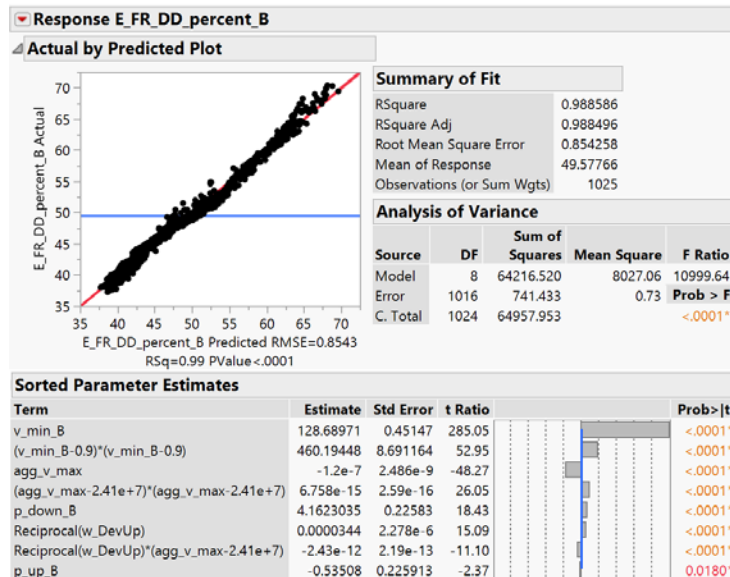 Response E_FR_DD_percent_B
Actual by Predicted Plot
70
65
60
55
50
45
40
35
E_FR_DD_percent_B Actual
35 40 45 50 55 60 65 70
E_FR_DD_percent_B Predicted RMSE=0.8543
RSq=0.99 PValue<.0001
Summary of Fit
RSquare 0.988586
RSquare Adj 0.988496
Root Mean Square Error 0.854258
Mean of Response 49.57766
Observations (or Sum Wgts) 1025
Analysis of Variance
Sum of
Source DF Squares Mean Square F Ratio
Model 8 64216.520 8027.06 10999.64
Error 1016 741.433 0.73 Prob > F
C. Total 1024 64957.953 <.0001*
Sorted Parameter Estimates
Term Estimate Std Error t Ratio Prob>|t
v_min_B 128.68971 0.45147 285.05 <.0001*
(v_min_B-0.9)*(v_min_B-0.9) 460.19448 8.691164 52.95 <.0001*
agg_v_max -1.2e-7 2.486e-9 -48.27 <.0001*
(agg_v_max-2.41e+7)*(agg_v_max-2.41e+7) 6.758e-15 2.59e-16 26.05 <.0001*
p_down_B 4.1623035 0.22583 18.43 <.0001*
Reciprocal(w_DevUp) 0.0000344 2.278e-6 15.09 <.0001*
Reciprocal(w_DevUp)*(agg_v_max-2.41e+7) -2.43e-12 2.19e-13 -11.10 <.0001*
p_up_B -0.53508 0.225913 -2.37 0.0180*